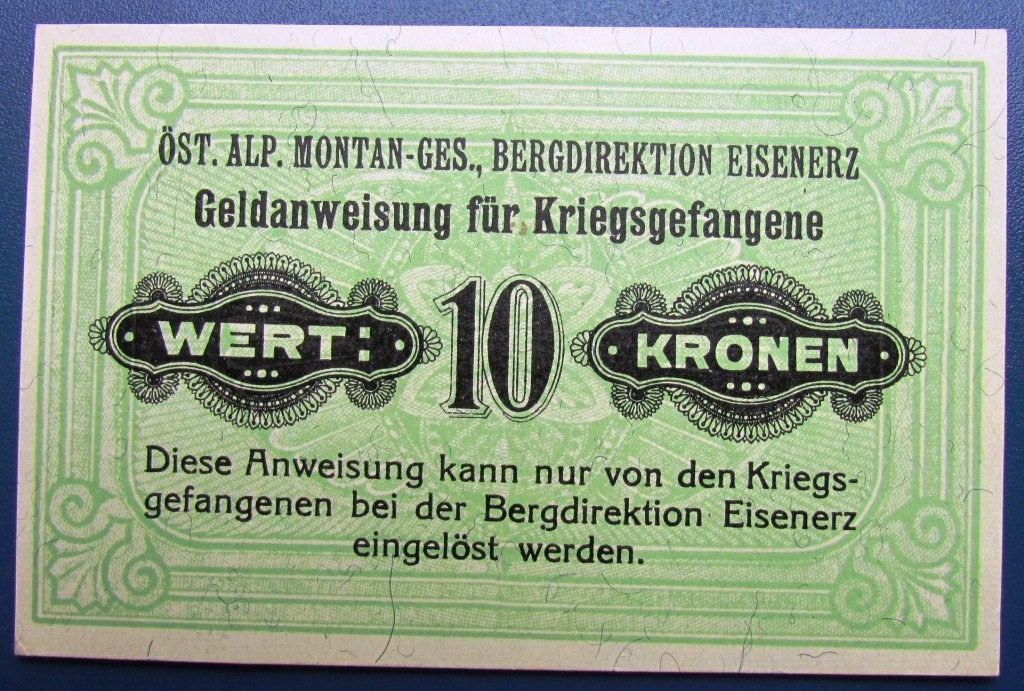 ÖST. ALP. MONTAN-GES., BERGDIREKTION EISENERZ
Geldanweisung für Kriegsgefangene
WERT: 10 KRONEN
Diese Anweisung kann nur von den Kriegs-
gefangenen bei der Bergdirektion Eisenerz
eingelöst werden.